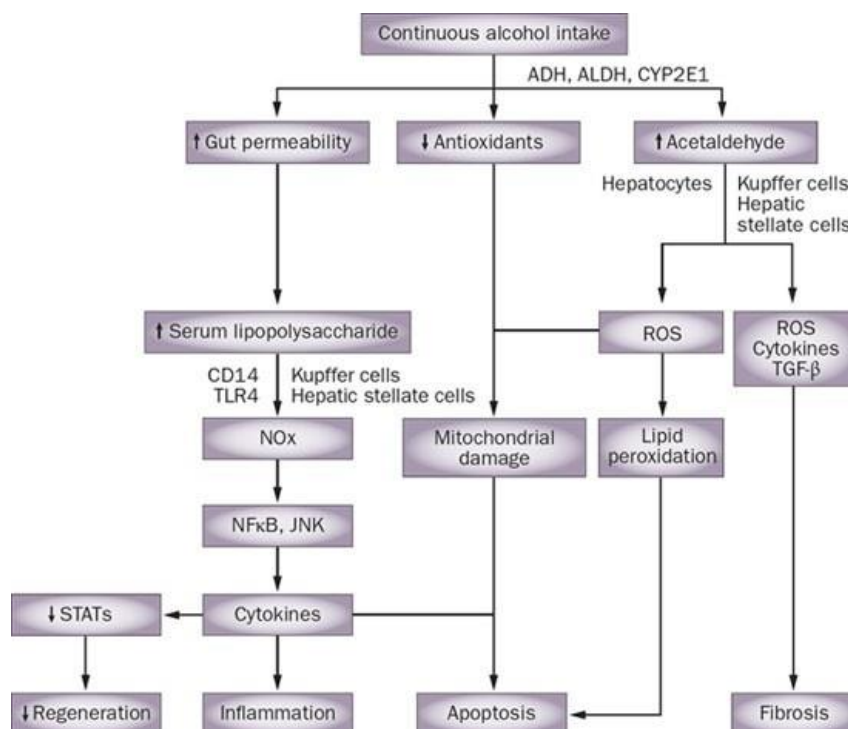 Continuous alcohol intake
ADH, ALDH, CYP2E1
↑ Gut permeability
↓ Antioxidants
↑ Acetaldehyde
Hepatocytes
Kupffer cells
Hepatic
stellate cells
↑ Serum lipopolysaccharide
ROS
ROS
Cytokines
TGF-β
CD14
TLR4
Kupffer cells
Hepatic stellate cells
NOx
Mitochondrial
damage
Lipid
peroxidation
NFκB, JNK
↓ STATs
Cytokines
↓ Regeneration
Inflammation
Apoptosis
Fibrosis